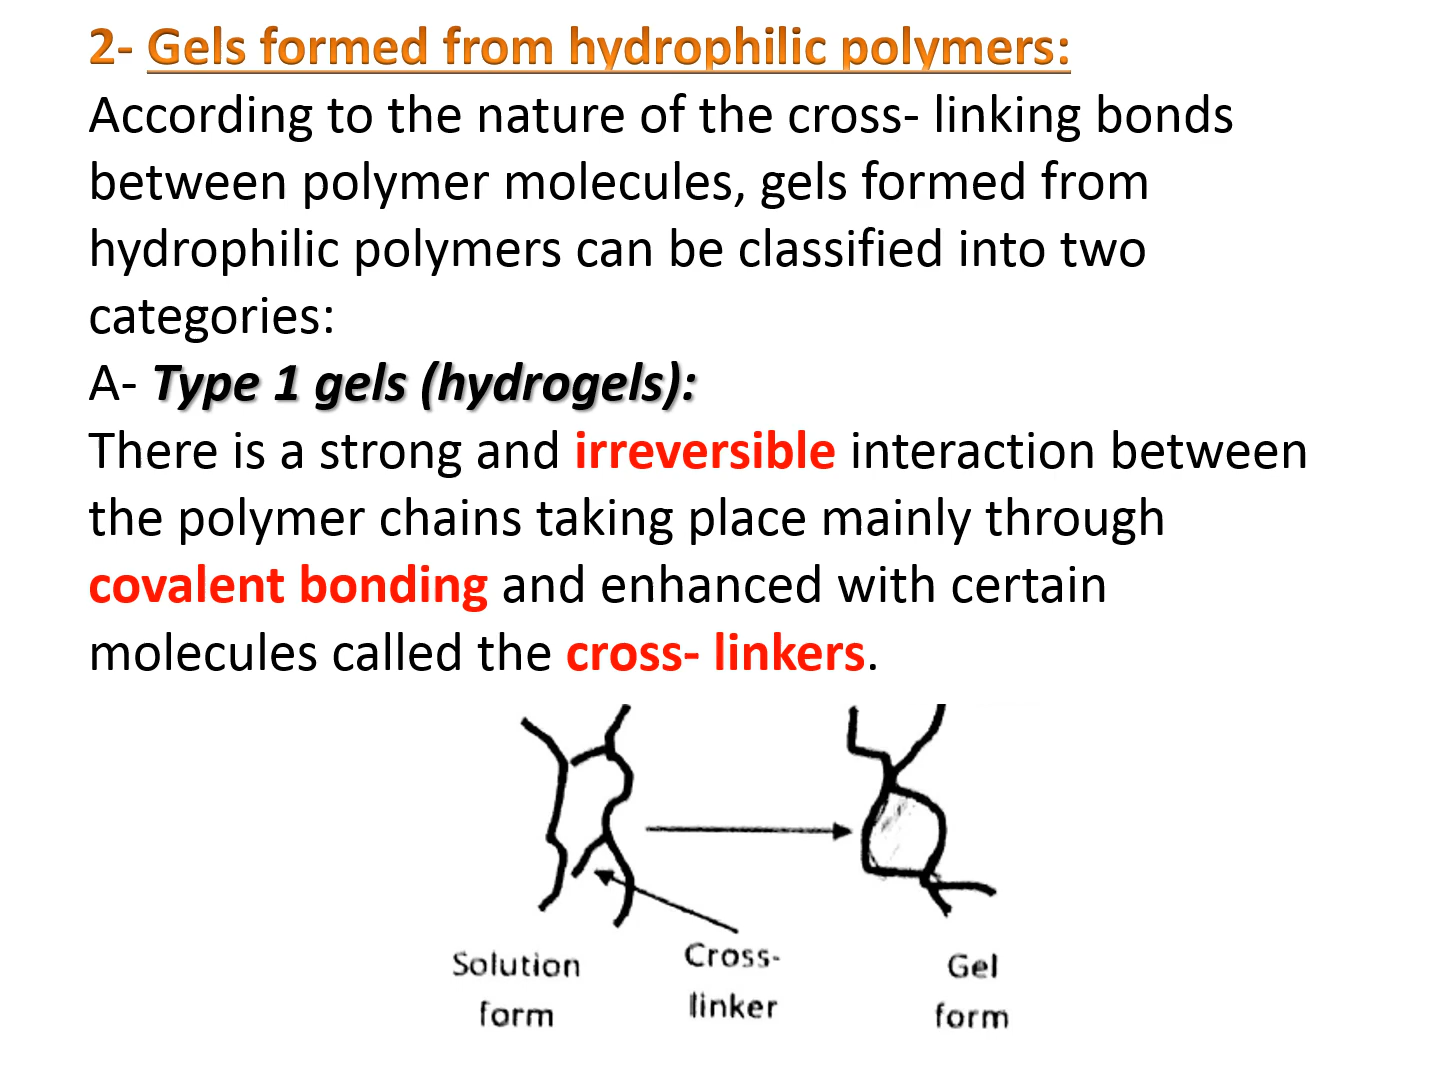 2- Gels formed from hydrophilic polymers:
According to the nature of the cross- linking bonds
between polymer molecules, gels formed from
hydrophilic polymers can be classified into two
categories:
A- Type 1 gels (hydrogels):
There is a strong and irreversible interaction between
the polymer chains taking place mainly through
covalent bonding and enhanced with certain
molecules called the cross- linkers.
Solution
form
Cross-
linker
Gel
form